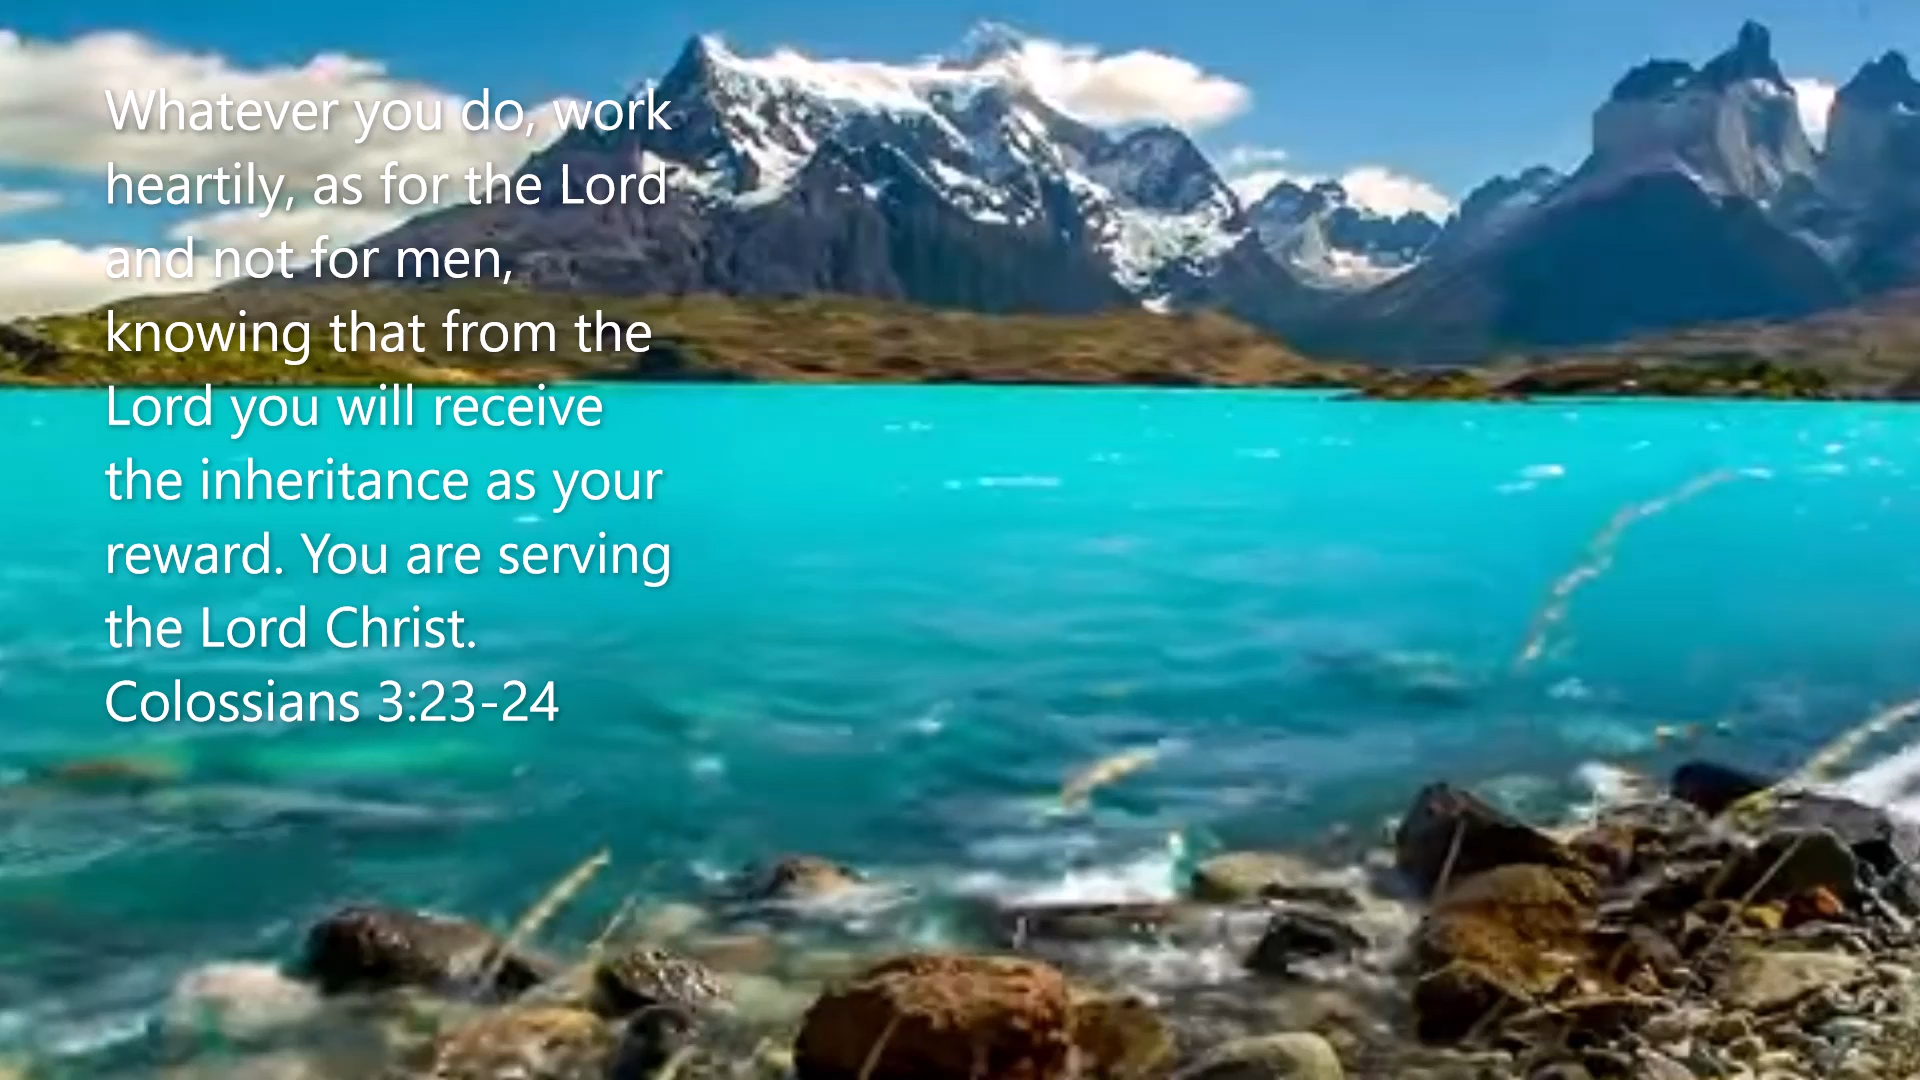 Whatever you do, work
heartily, as for the Lord
and not for men,
knowing that from the
Lord you will receive
the inheritance as your
reward. You are serving
the Lord Christ.
Colossians 3:23-24